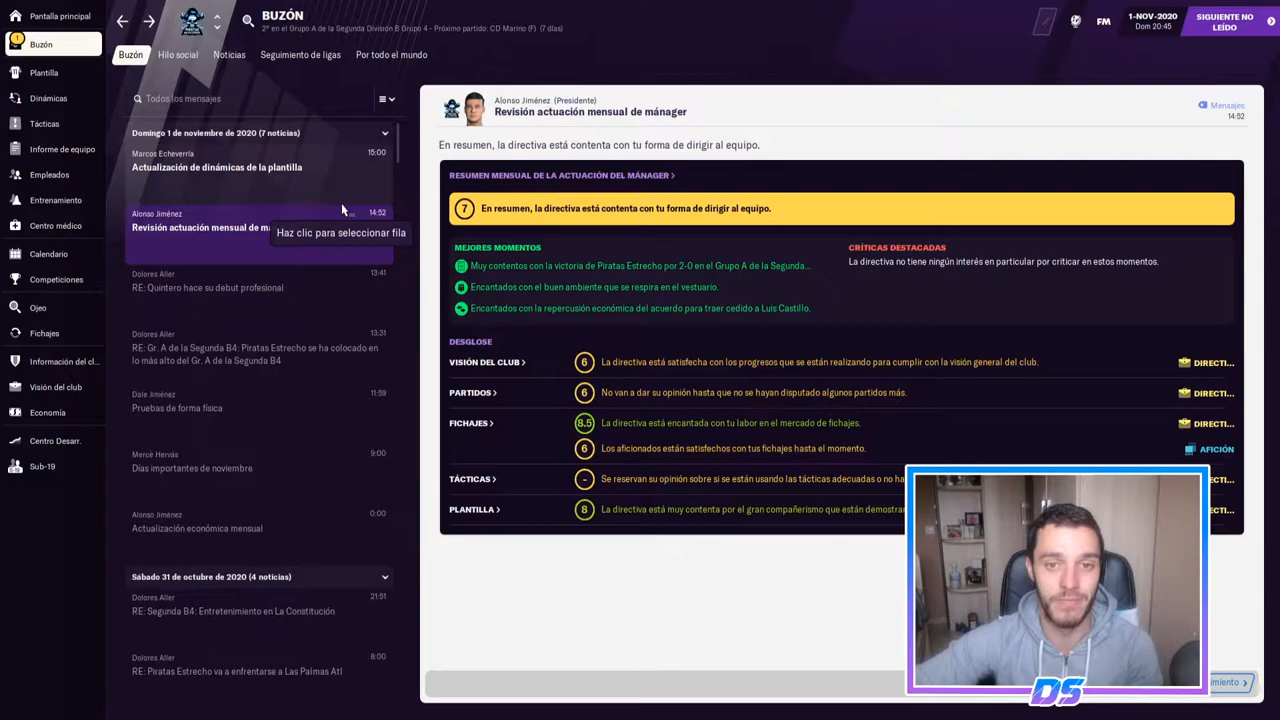 Pantalla principal
1
Buzón
Plantilla
Dinámicas
Tácticas
Informe de equipo
Empleados
Entrenamiento
Centro médico
Calendario
Competiciones
Ojeo
Fichajes
Información del cl...
Visión del club
Economía
Centro Desarr.
Sub-19
BUZÓN
2º en el Grupo A de la Segunda División B Grupo 4 - Próximo partido: CD Marino (F) (7 días)
FM
1-NOV-2020
Dom 20:45
SIGUIENTE NO
LEÍDO
Buzón
Hilo social
Noticias
Seguimiento de ligas
Por todo el mundo
Todos los mensajes
Domingo 1 de noviembre de 2020 (7 noticias)
Marcos Echeverría
15:00
Actualización de dinámicas de la plantilla
Alonso Jiménez
14:52
Revisión actuación mensual de má
Haz clic para seleccionar fila
Dolores Aller
13:41
RE: Quintero hace su debut profesional
Dolores Aller
13:31
RE: Gr. A de la Segunda B4: Piratas Estrecho se ha colocado en
lo más alto del Gr. A de la Segunda B4
Dale Jiménez
11:59
Pruebas de forma física
Mercè Hervás
9:00
Días importantes de noviembre
Alonso Jiménez
0:00
Actualización económica mensual
Sábado 31 de octubre de 2020 (4 noticias)
Dolores Aller
21:51
RE: Segunda B4: Entretenimiento en La Constitución
Dolores Aller
8:00
RE: Piratas Estrecho va a enfrentarse a Las Palmas Atl
Alonso Jiménez (Presidente)
Revisión actuación mensual de mánager
Mensajes
14:52
En resumen, la directiva está contenta con tu forma de dirigir al equipo.
RESUMEN MENSUAL DE LA ACTUACIÓN DEL MÁNAGER >
7 En resumen, la directiva está contenta con tu forma de dirigir al equipo.
MEJORES MOMENTOS
Muy contentos con la victoria de Piratas Estrecho por 2-0 en el Grupo A de la Segunda...
Encantados con el buen ambiente que se respira en el vestuario.
Encantados con la repercusión económica del acuerdo para traer cedido a Luis Castillo.
CRÍTICAS DESTACADAS
La directiva no tiene ningún interés en particular por criticar en estos momentos.
DESGLOSE
VISIÓN DEL CLUB > 6 La directiva está satisfecha con los progresos que se están realizando para cumplir con la visión general del club. DIRECTI...
PARTIDOS > 6 No van a dar su opinión hasta que no se hayan disputado algunos partidos más. DIRECTI...
FICHAJES > 8.5 La directiva está encantada con tu labor en el mercado de fichajes. DIRECTI...
6 Los aficionados están satisfechos con tus fichajes hasta el momento. AFICIÓN
TÁCTICAS > - Se reservan su opinión sobre si se están usando las tácticas adecuadas o no ha ECTI...
PLANTILLA > 8 La directiva está muy contenta por el gran compañerismo que están demostrar ECTI...
imiento >
DS